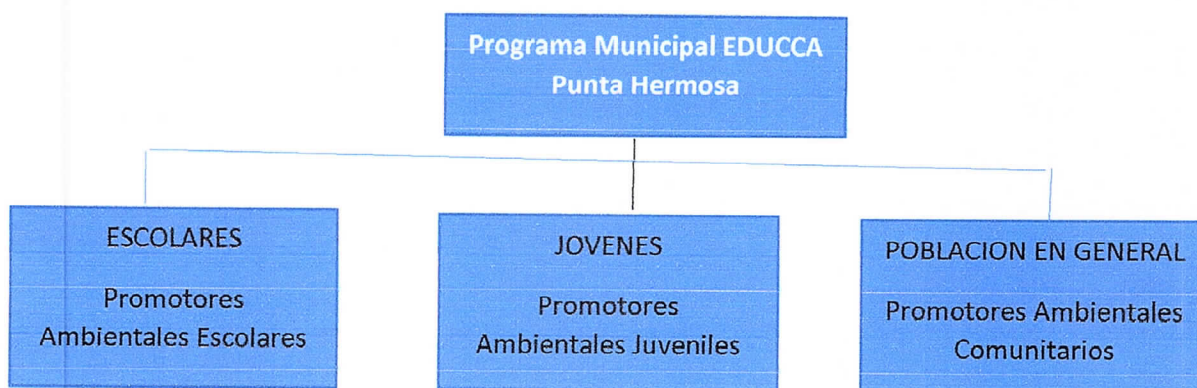 Programa Municipal EDUCCA
Punta Hermosa
ESCOLARES
Promotores
Ambientales Escolares
JOVENES
Promotores
Ambientales Juveniles
POBLACION EN GENERAL
Promotores Ambientales
Comunitarios